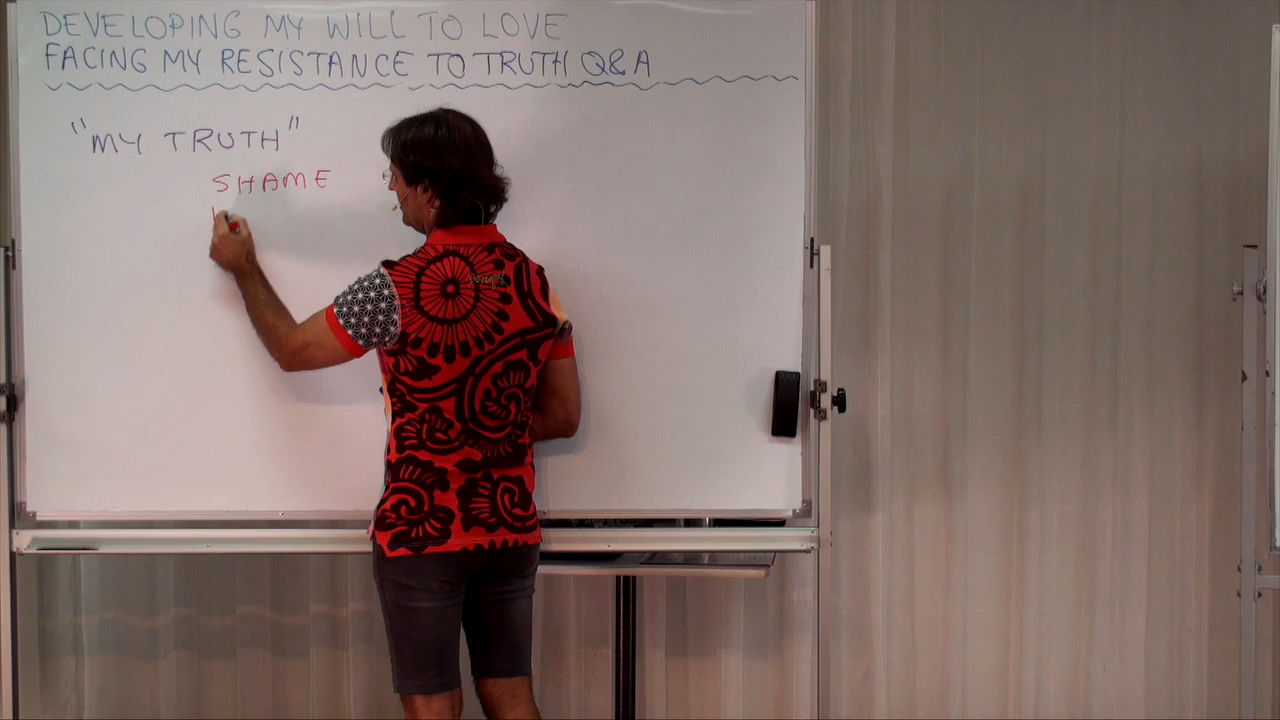 DEVELOPING MY WILL TO LOVE
FACING MY RESISTANCE TO TRUTH Q&A
"MY TRUTH"
SHAME